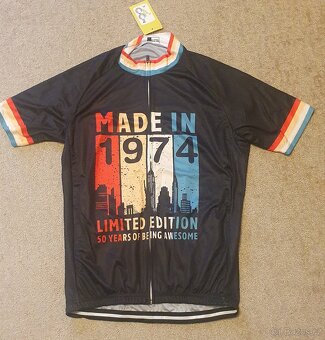 MADE IN
1974
LIMITED EDITION
50 YEARS OF BEING AWESOME